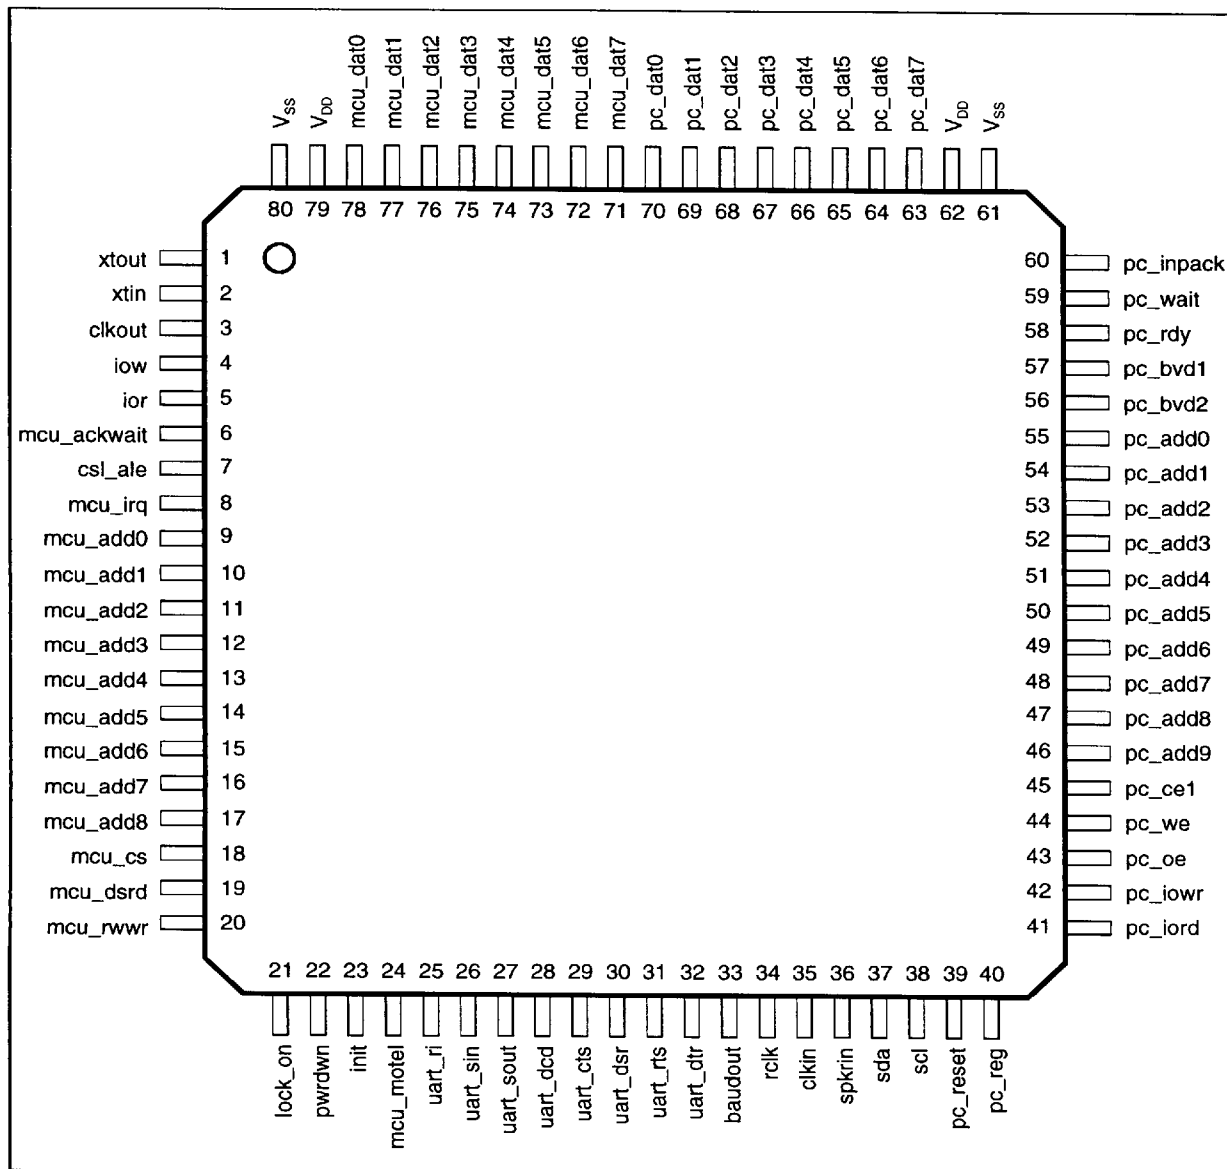 VSS
VDD
mcu_dat0
mcu_dat1
mcu_dat2
mcu_dat3
mcu_dat4
mcu_dat5
mcu_dat6
mcu_dat7
pc_dat0
pc_dat1
pc_dat2
pc_dat3
pc_dat4
pc_dat5
pc_dat6
pc_dat7
VDD
VSS
80 79 78 77 76 75 74 73 72 71 70 69 68 67 66 65 64 63 62 61
xtout 1
xtin 2
clkout 3
iow 4
ior 5
mcu_ackwait 6
csl_ale 7
mcu_irq 8
mcu_add0 9
mcu_add1 10
mcu_add2 11
mcu_add3 12
mcu_add4 13
mcu_add5 14
mcu_add6 15
mcu_add7 16
mcu_add8 17
mcu_cs 18
mcu_dsrd 19
mcu_rwwr 20
60 pc_inpack
59 pc_wait
58 pc_rdy
57 pc_bvd1
56 pc_bvd2
55 pc_add0
54 pc_add1
53 pc_add2
52 pc_add3
51 pc_add4
50 pc_add5
49 pc_add6
48 pc_add7
47 pc_add8
46 pc_add9
45 pc_ce1
44 pc_we
43 pc_oe
42 pc_iowr
41 pc_iord
21 22 23 24 25 26 27 28 29 30 31 32 33 34 35 36 37 38 39 40
lock_on
pwrdwn
init
mcu_motel
uart_ri
uart_sin
uart_sout
uart_dcd
uart_cts
uart_dsr
uart_rts
uart_dtr
baudout
rclk
clkin
spkrin
sda
scl
pc_reset
pc_reg